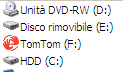 Unità DVD-RW (D:)
Disco rimovibile (E:)
TomTom (F:)
HDD (C:)